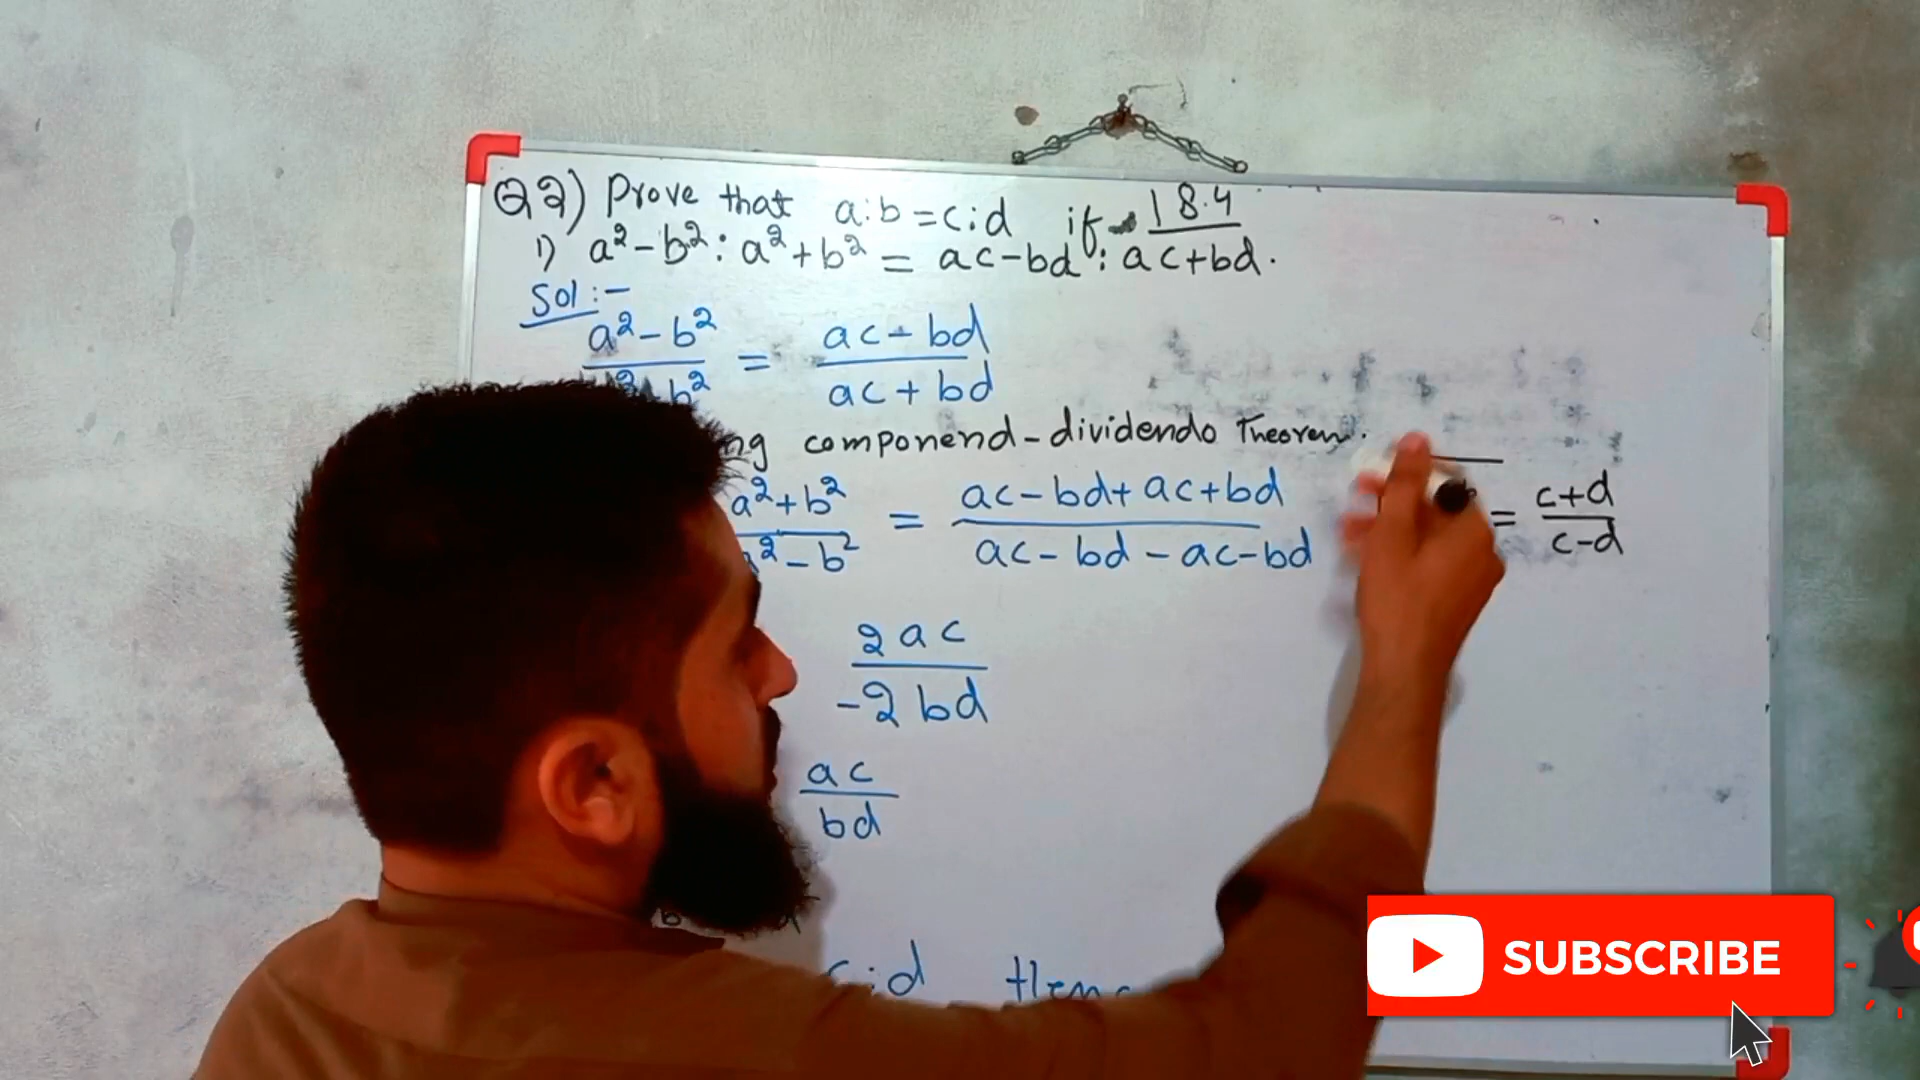 Q2) Prove that a:b = c:d if 18.4
1) a²-b² : a²+b² = ac-bd : ac+bd.
Sol :-
a²-b² = ac-bd
b² ac+bd
ng componend-dividendo Theorem.
a²+b² = ac-bd+ac+bd = c+d
a²-b² ac-bd-ac-bd c-d
2ac
-2bd
ac
bd
c:d Henc
SUBSCRIBE